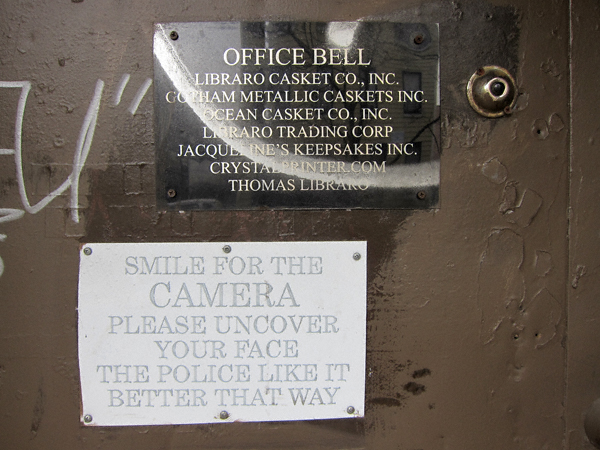 OFFICE BELL
LIBRARO CASKET CO., INC.
GOTHAM METALLIC CASKETS INC.
OCEAN CASKET CO., INC.
LIBRARO TRADING CORP
JACQUELINE'S KEEPSAKES INC.
CRYSTALPRINTER.COM
THOMAS LIBRARO
SMILE FOR THE
CAMERA
PLEASE UNCOVER
YOUR FACE
THE POLICE LIKE IT
BETTER THAT WAY